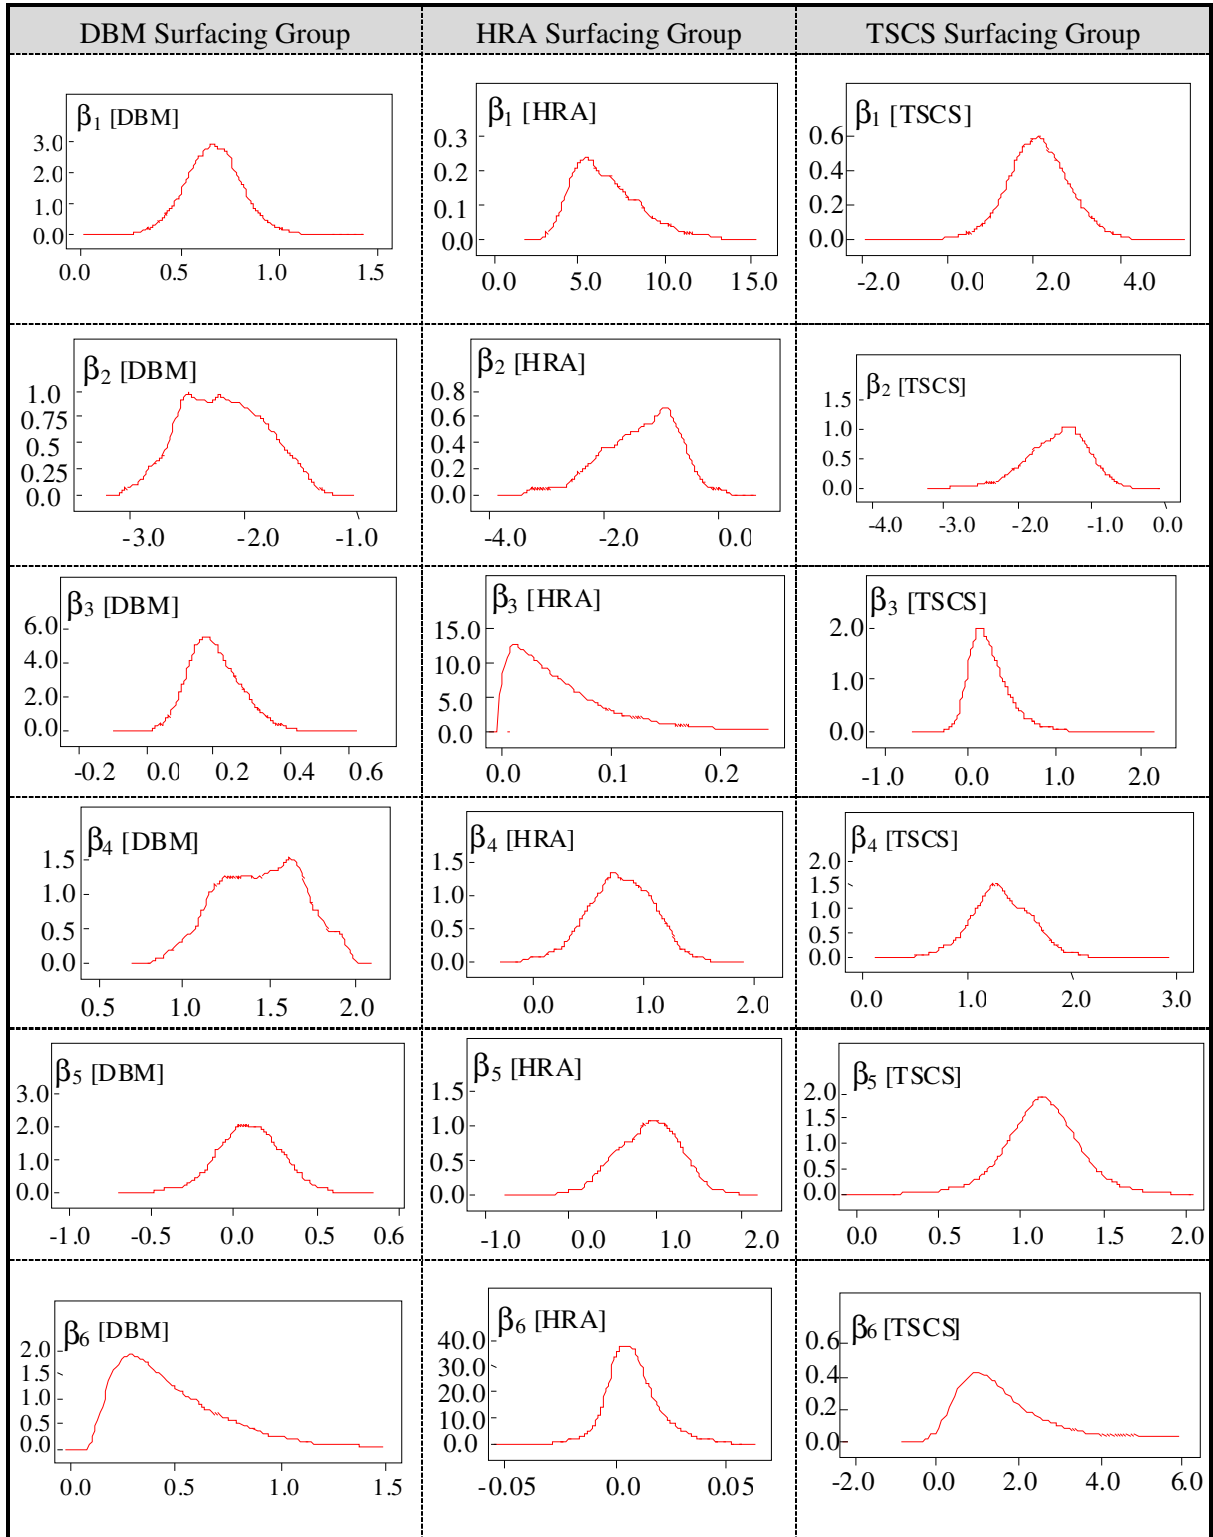 DBM Surfacing Group HRA Surfacing Group TSCS Surfacing Group
β1 [DBM]
3.0
2.0
1.0
0.0
0.0 0.5 1.0 1.5
β1 [HRA]
0.3
0.2
0.1
0.0
0.0 5.0 10.0 15.0
β1 [TSCS]
0.6
0.4
0.2
0.0
-2.0 0.0 2.0 4.0
β2 [DBM]
1.0
0.75
0.5
0.25
0.0
-3.0 -2.0 -1.0
β2 [HRA]
0.8
0.6
0.4
0.2
0.0
-4.0 -2.0 0.0
β2 [TSCS]
1.5
1.0
0.5
0.0
-4.0 -3.0 -2.0 -1.0 0.0
β3 [DBM]
6.0
4.0
2.0
0.0
-0.2 0.0 0.2 0.4 0.6
β3 [HRA]
15.0
10.0
5.0
0.0
0.0 0.1 0.2
β3 [TSCS]
2.0
1.0
0.0
-1.0 0.0 1.0 2.0
β4 [DBM]
1.5
1.0
0.5
0.0
0.5 1.0 1.5 2.0
β4 [HRA]
1.5
1.0
0.5
0.0
0.0 1.0 2.0
β4 [TSCS]
2.0
1.5
1.0
0.5
0.0
0.0 1.0 2.0 3.0
β5 [DBM]
3.0
2.0
1.0
0.0
-1.0 -0.5 0.0 0.5 0.6
β5 [HRA]
1.5
1.0
0.5
0.0
-1.0 0.0 1.0 2.0
β5 [TSCS]
2.0
1.5
1.0
0.5
0.0
0.0 0.5 1.0 1.5 2.0
β6 [DBM]
2.0
1.5
1.0
0.5
0.0
0.0 0.5 1.0 1.5
β6 [HRA]
40.0
30.0
20.0
10.0
0.0
-0.05 0.0 0.05
β6 [TSCS]
0.6
0.4
0.2
0.0
-2.0 0.0 2.0 4.0 6.0